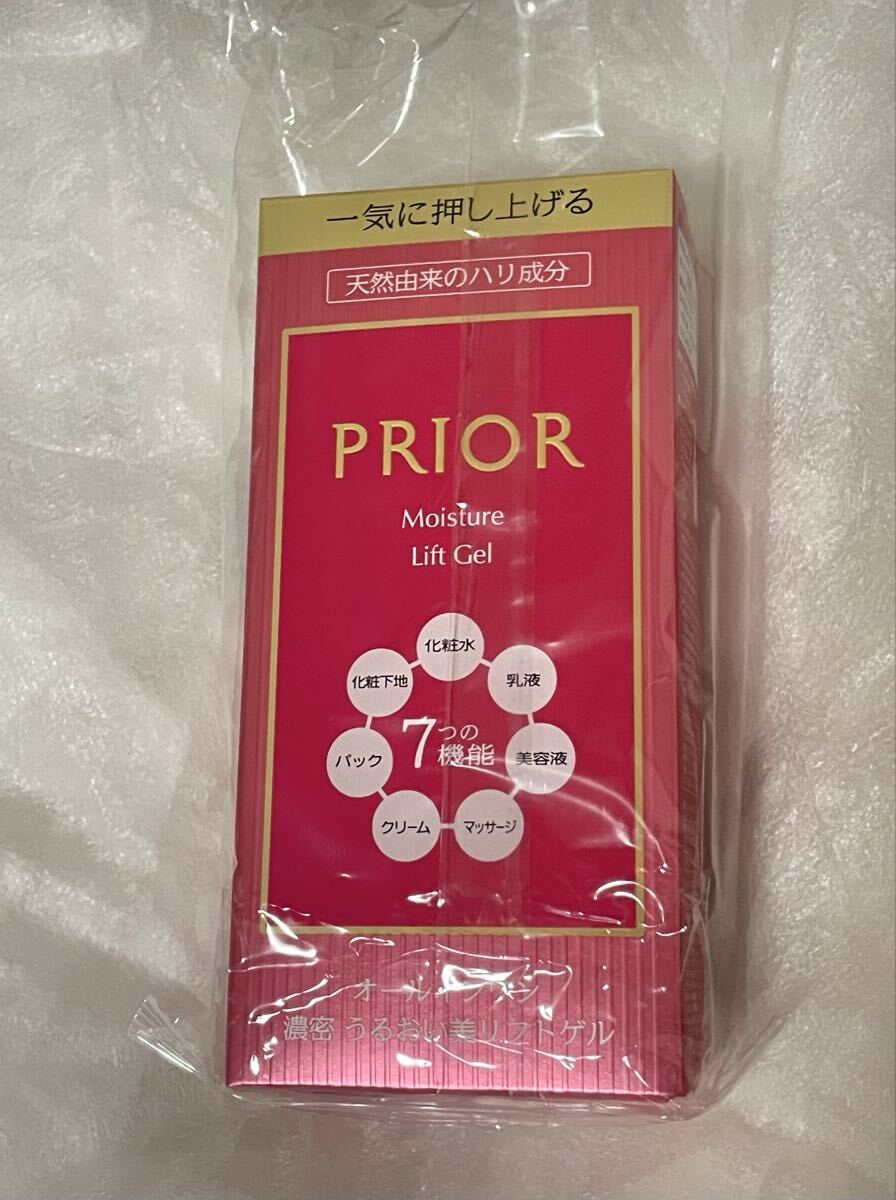 一気に押し上げる
天然由来のハリ成分
PRIOR
Moisture
Lift Gel
化粧水
化粧下地
乳液
7つの
機能
パック
美容液
クリーム
マッサージ
オールインワン
濃密 うるおい美リフトゲル